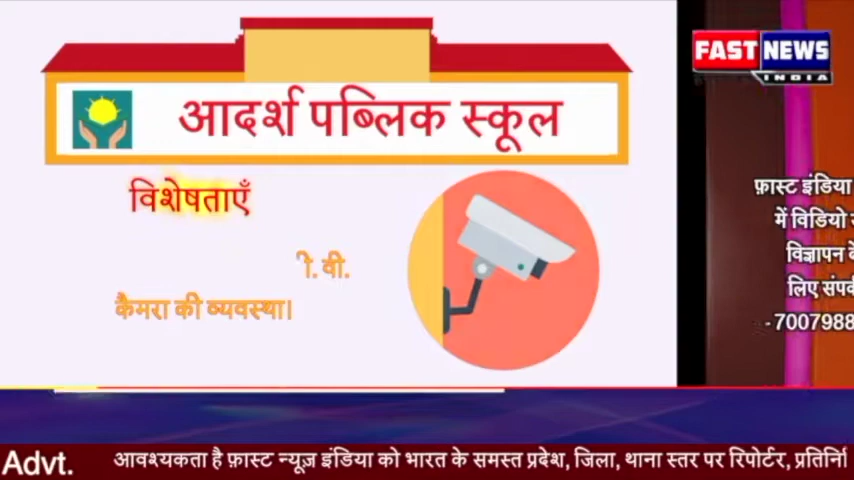 आदर्श पब्लिक स्कूल
विशेषताएँ
ी. वी.
कैमरा की व्यवस्था।
FAST NEWS
INDIA
फ़ास्ट इंडिया
में विडियो
विज्ञापन
लिए संपर्क
-7007988
Advt. आवश्यकता है फ़ास्ट न्यूज़ इंडिया को भारत के समस्त प्रदेश, जिला, थाना स्तर पर रिपोर्टर,